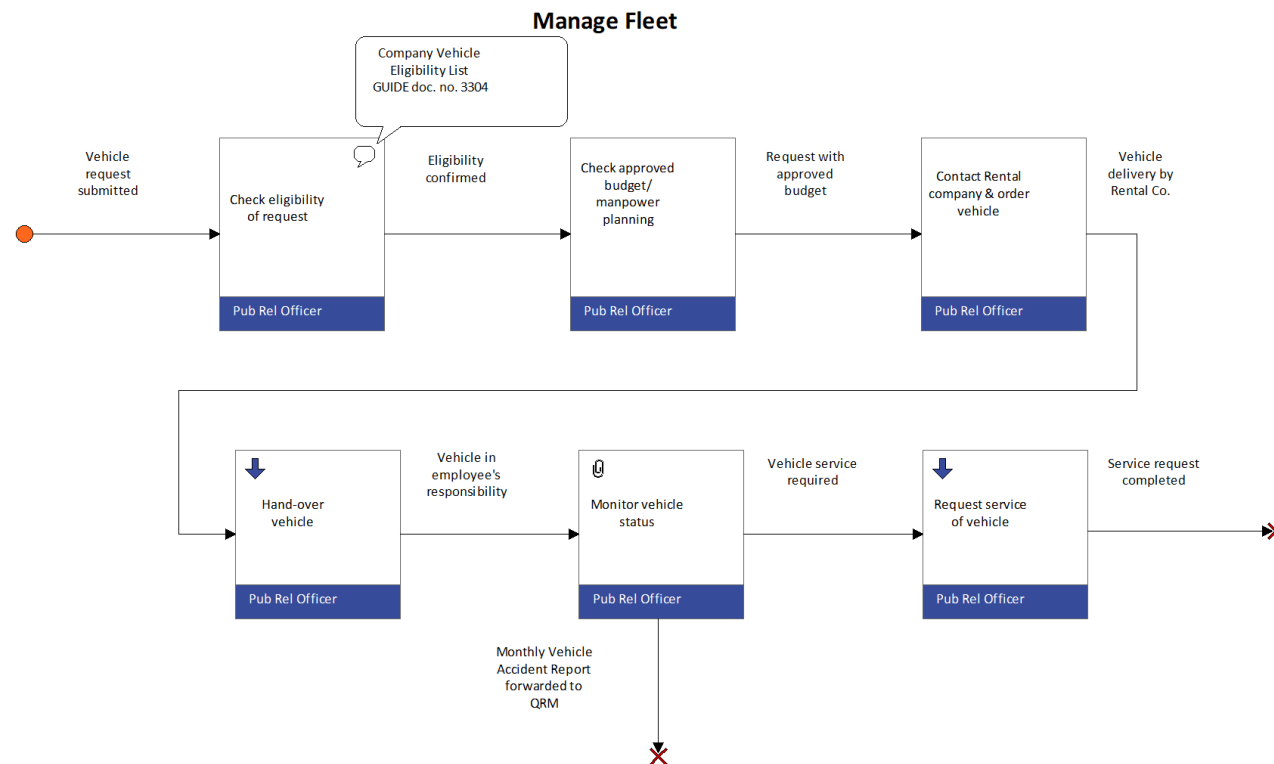 Manage Fleet
Company Vehicle
Eligibility List
GUIDE doc. no. 3304
Vehicle
request
submitted
Check eligibility
of request
Pub Rel Officer
Eligibility
confirmed
Check approved
budget/
manpower
planning
Pub Rel Officer
Request with
approved
budget
Contact Rental
company & order
vehicle
Pub Rel Officer
Vehicle
delivery by
Rental Co.
Hand-over
vehicle
Pub Rel Officer
Vehicle in
employee's
responsibility
Monitor vehicle
status
Pub Rel Officer
Vehicle service
required
Request service
of vehicle
Pub Rel Officer
Service request
completed
Monthly Vehicle
Accident Report
forwarded to
QRM